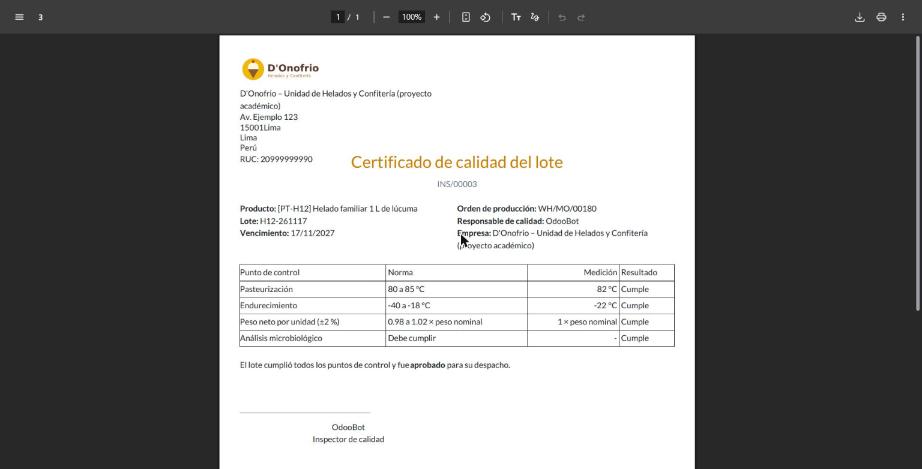 3
1 / 1
100%
D'Onofrio
Helados y Confitería
D'Onofrio – Unidad de Helados y Confitería (proyecto
académico)
Av. Ejemplo 123
15001Lima
Lima
Perú
RUC: 20999999990
Certificado de calidad del lote
INS/00003
Producto: [PT-H12] Helado familiar 1 L de lúcuma
Lote: H12-261117
Vencimiento: 17/11/2027
Orden de producción: WH/MO/00180
Responsable de calidad: OdooBot
Empresa: D'Onofrio – Unidad de Helados y Confitería
(proyecto académico)
Punto de control Norma Medición Resultado
Pasteurización 80 a 85 °C 82 °C Cumple
Endurecimiento -40 a -18 °C -22 °C Cumple
Peso neto por unidad (±2 %) 0.98 a 1.02 × peso nominal 1 × peso nominal Cumple
Análisis microbiológico Debe cumplir - Cumple
El lote cumplió todos los puntos de control y fue aprobado para su despacho.
OdooBot
Inspector de calidad